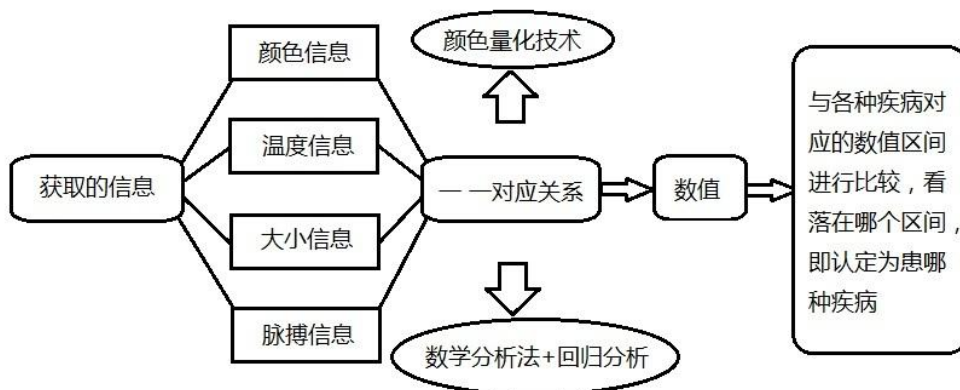 颜色信息
颜色量化技术
温度信息
获取的信息
一 一对应关系
数值
大小信息
脉搏信息
数学分析法+回归分析
与各种疾病对
应的数值区间
进行比较，看
落在哪个区间，
即认定为患哪
种疾病